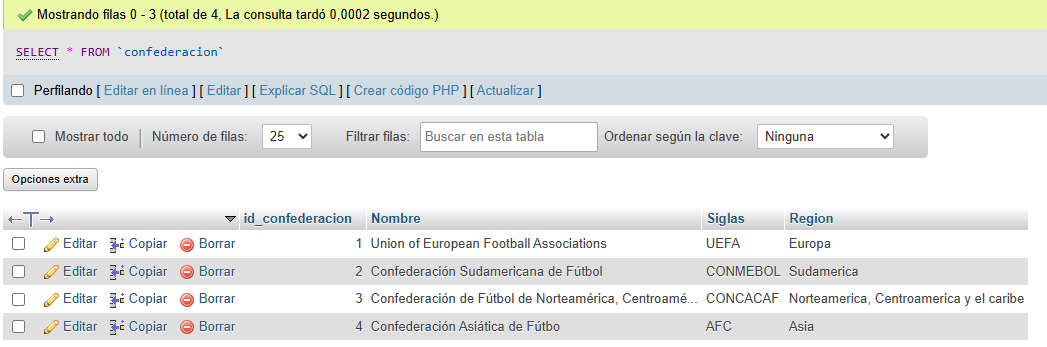 Mostrando filas 0 - 3 (total de 4, La consulta tardó 0,0002 segundos.)
SELECT * FROM `confederacion`
Perfilando [ Editar en línea ] [ Editar ] [ Explicar SQL ] [ Crear código PHP ] [ Actualizar ]
Mostrar todo | Número de filas: 25 Filtrar filas: Buscar en esta tabla Ordenar según la clave: Ninguna
Opciones extra
id_confederacion Nombre Siglas Region
Editar Copiar Borrar 1 Union of European Football Associations UEFA Europa
Editar Copiar Borrar 2 Confederación Sudamericana de Fútbol CONMEBOL Sudamerica
Editar Copiar Borrar 3 Confederación de Fútbol de Norteamérica, Centroamé... CONCACAF Norteamerica, Centroamerica y el caribe
Editar Copiar Borrar 4 Confederación Asiática de Fútbo AFC Asia